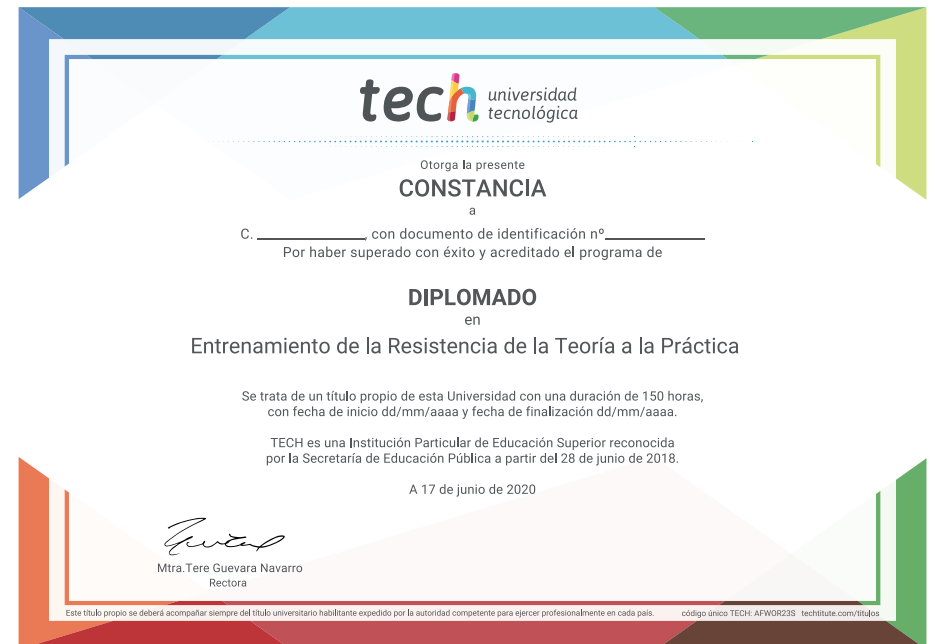 tech universidad
tecnológica
Otorga la presente
CONSTANCIA
a
C. ______________, con documento de identificación nº____________
Por haber superado con éxito y acreditado el programa de
DIPLOMADO
en
Entrenamiento de la Resistencia de la Teoría a la Práctica
Se trata de un título propio de esta Universidad con una duración de 150 horas,
con fecha de inicio dd/mm/aaaa y fecha de finalización dd/mm/aaaa.
TECH es una Institución Particular de Educación Superior reconocida
por la Secretaría de Educación Pública a partir del 28 de junio de 2018.
A 17 de junio de 2020
Mtra.Tere Guevara Navarro
Rectora
Este título propio se deberá acompañar siempre del título universitario habilitante expedido por la autoridad competente para ejercer profesionalmente en cada país. código único TECH: AFWOR23S techtitute.com/titulos